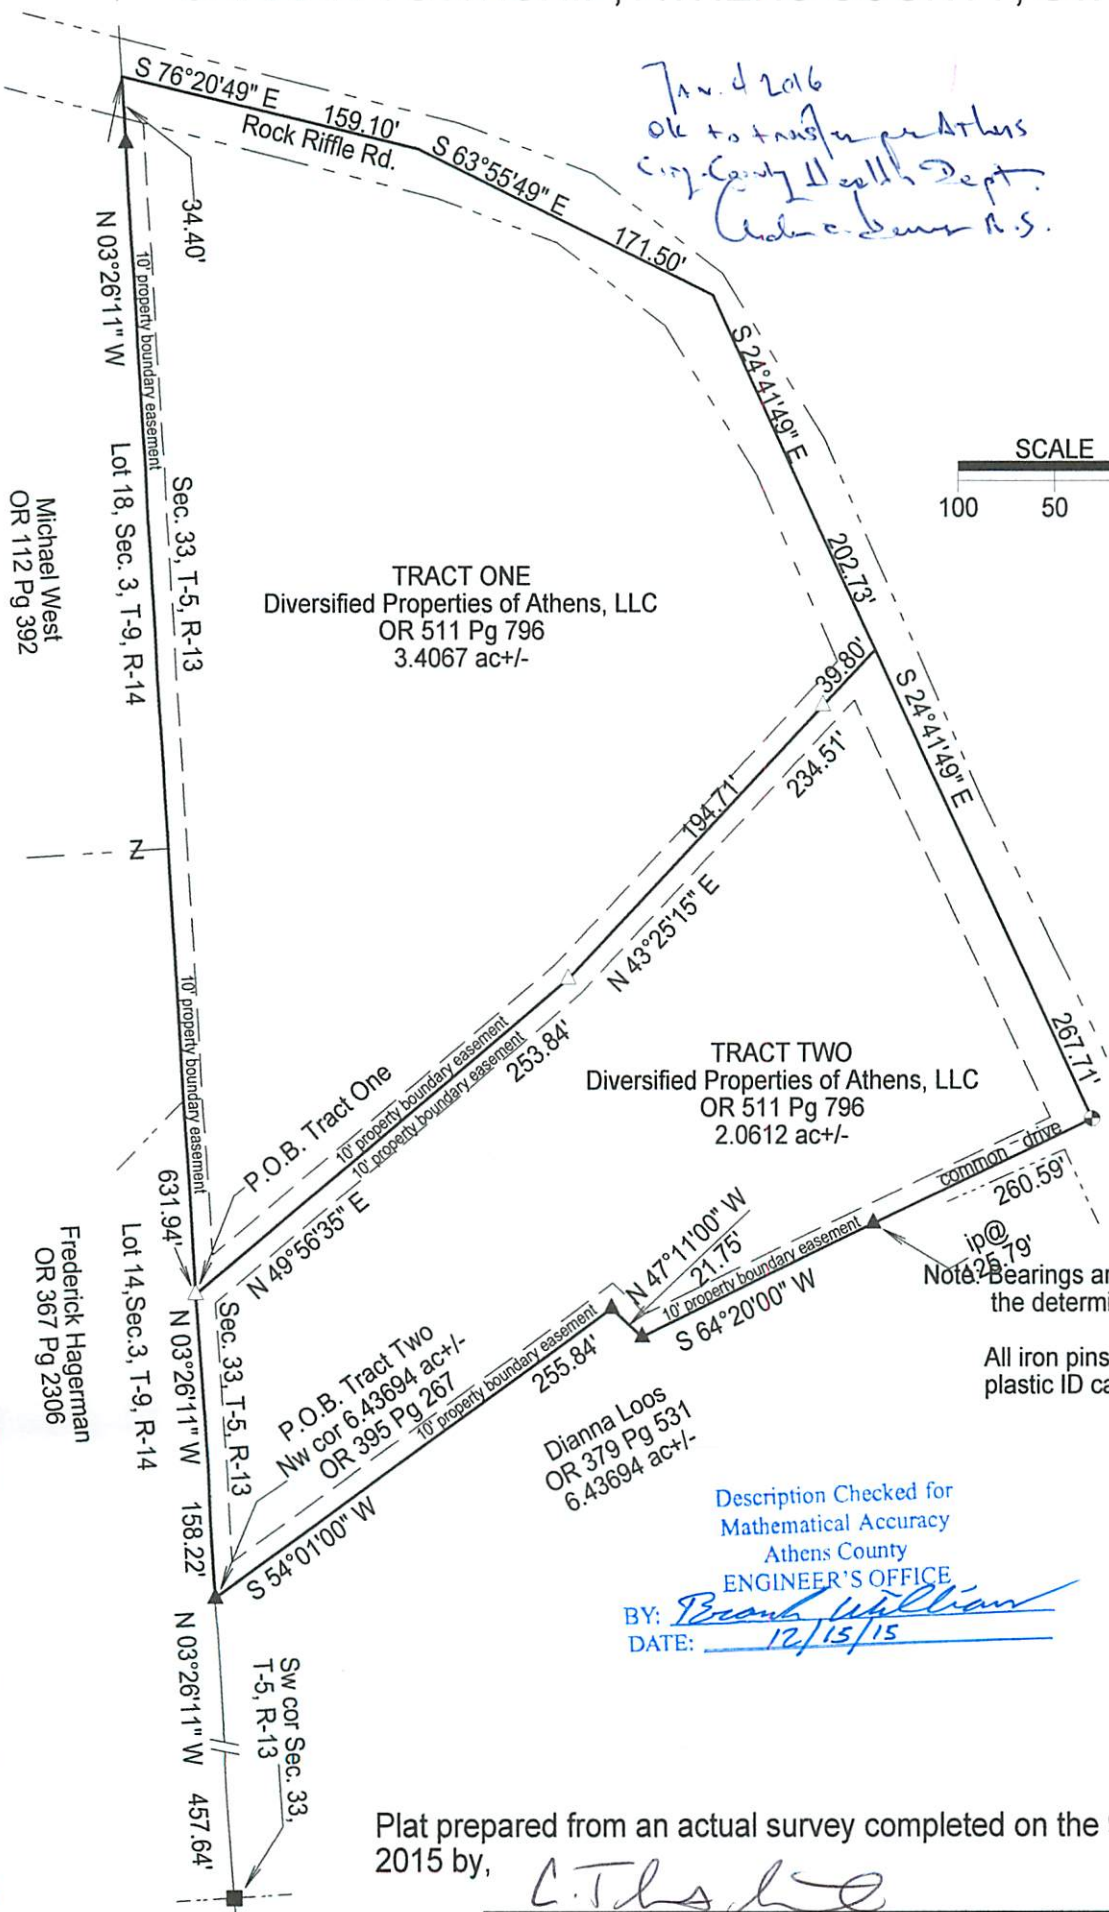 S 76°20'49" E
159.10'
Rock Riffle Rd.
S 63°55'49" E
171.50'
Jan. 4 2016
ok to transfer per Athens
City-County Health Dept.
R.S.
34.40'
N 03°26'11" W
10' property boundary easement
Lot 18, Sec. 3, T-9, R-14
Sec. 33, T-5, R-13
Michael West
OR 112 Pg 392
S 24°41'49" E
202.73'
SCALE
100 50
TRACT ONE
Diversified Properties of Athens, LLC
OR 511 Pg 796
3.4067 ac+/-
39.80'
S 24°41'49" E
234.51'
194.71'
N 43°25'15" E
267.71'
10' property boundary easement
253.84'
TRACT TWO
Diversified Properties of Athens, LLC
OR 511 Pg 796
2.0612 ac+/-
P.O.B. Tract One
10' property boundary easement
10' property boundary easement
N 49°56'35" E
631.94'
common drive
260.59'
ip@
125.79'
N 47°11'00" W
21.75'
10' property boundary easement
S 64°20'00" W
Note: Bearings
the
All iron pins
plastic ID
Frederick Hagerman
OR 367 Pg 2306
Lot 14,Sec.3, T-9, R-14
N 03°26'11" W 158.22'
Sec. 33, T-5, R-13
P.O.B. Tract Two
Nw cor 6.43694 ac+/-
OR 395 Pg 267
10' property boundary easement
255.84'
S 54°01'00" W
Dianna Loos
OR 379 Pg 531
6.43694 ac+/-
Description Checked for
Mathematical Accuracy
Athens County
ENGINEER'S OFFICE
BY:
DATE: 12/15/15
N 03°26'11" W 457.64'
Sw cor Sec. 33,
T-5, R-13
Plat prepared from an actual survey completed on the
2015 by,